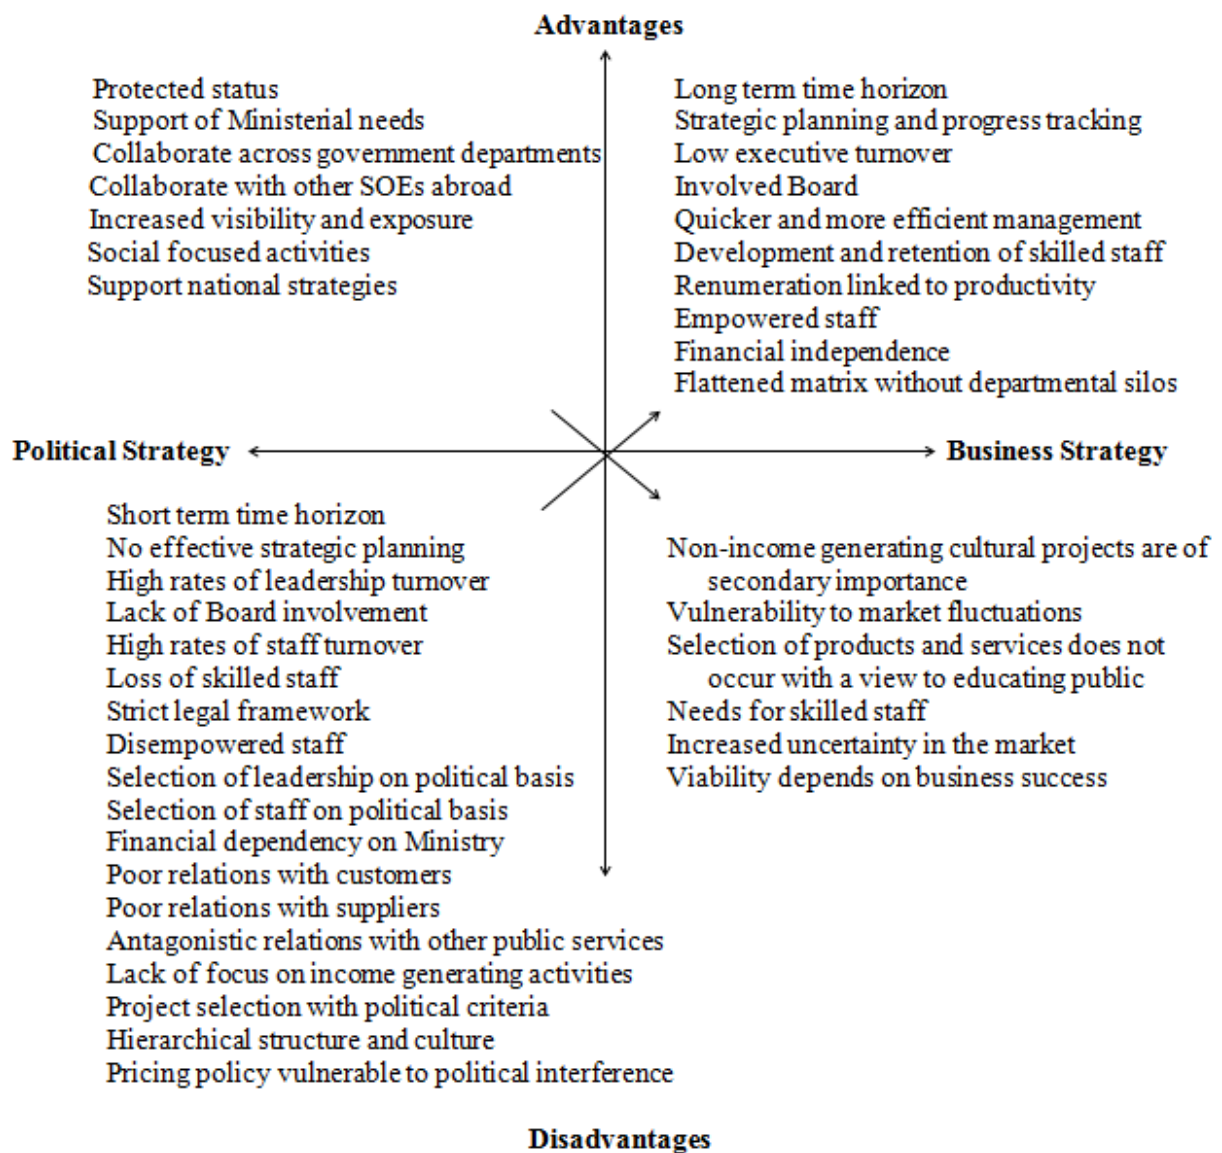 Advantages
Protected status
Support of Ministerial needs
Collaborate across government departments
Collaborate with other SOEs abroad
Increased visibility and exposure
Social focused activities
Support national strategies
Long term time horizon
Strategic planning and progress tracking
Low executive turnover
Involved Board
Quicker and more efficient management
Development and retention of skilled staff
Renumeration linked to productivity
Empowered staff
Financial independence
Flattened matrix without departmental silos
Political Strategy
Business Strategy
Short term time horizon
No effective strategic planning
High rates of leadership turnover
Lack of Board involvement
High rates of staff turnover
Loss of skilled staff
Strict legal framework
Disempowered staff
Selection of leadership on political basis
Selection of staff on political basis
Financial dependency on Ministry
Poor relations with customers
Poor relations with suppliers
Antagonistic relations with other public services
Lack of focus on income generating activities
Project selection with political criteria
Hierarchical structure and culture
Pricing policy vulnerable to political interference
Non-income generating cultural projects are of
secondary importance
Vulnerability to market fluctuations
Selection of products and services does not
occur with a view to educating public
Needs for skilled staff
Increased uncertainty in the market
Viability depends on business success
Disadvantages